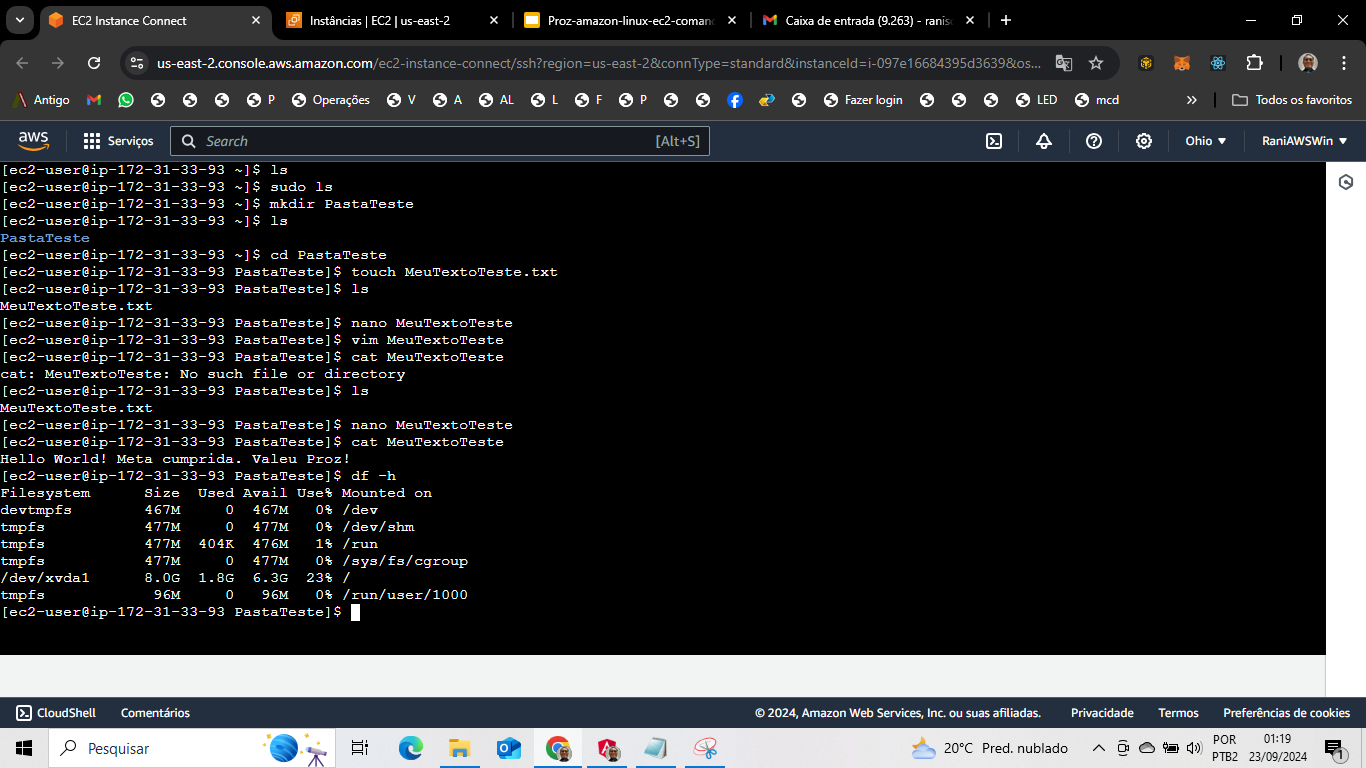 EC2 Instance Connect
Instâncias | EC2 | us-east-2
Proz-amazon-linux-ec2-coman
Caixa de entrada (9.263) - ranis
us-east-2.console.aws.amazon.com/ec2-instance-connect/ssh?region=us-east-2&connType=standard&instanceId=i-097e16684395d3639&os...
Antigo P Operações V A AL L F P Fazer login LED mcd » Todos os favoritos
aws Serviços Search [Alt+S] Ohio RaniAWSWin
[ec2-user@ip-172-31-33-93 ~]$ ls
[ec2-user@ip-172-31-33-93 ~]$ sudo ls
[ec2-user@ip-172-31-33-93 ~]$ mkdir PastaTeste
[ec2-user@ip-172-31-33-93 ~]$ ls
PastaTeste
[ec2-user@ip-172-31-33-93 ~]$ cd PastaTeste
[ec2-user@ip-172-31-33-93 PastaTeste]$ touch MeuTextoTeste.txt
[ec2-user@ip-172-31-33-93 PastaTeste]$ ls
MeuTextoTeste.txt
[ec2-user@ip-172-31-33-93 PastaTeste]$ nano MeuTextoTeste
[ec2-user@ip-172-31-33-93 PastaTeste]$ vim MeuTextoTeste
[ec2-user@ip-172-31-33-93 PastaTeste]$ cat MeuTextoTeste
cat: MeuTextoTeste: No such file or directory
[ec2-user@ip-172-31-33-93 PastaTeste]$ ls
MeuTextoTeste.txt
[ec2-user@ip-172-31-33-93 PastaTeste]$ nano MeuTextoTeste
[ec2-user@ip-172-31-33-93 PastaTeste]$ cat MeuTextoTeste
Hello World! Meta cumprida. Valeu Proz!
[ec2-user@ip-172-31-33-93 PastaTeste]$ df -h
Filesystem      Size  Used Avail Use% Mounted on
devtmpfs        467M     0  467M   0% /dev
tmpfs           477M     0  477M   0% /dev/shm
tmpfs           477M  404K  476M   1% /run
tmpfs           477M     0  477M   0% /sys/fs/cgroup
/dev/xvda1      8.0G  1.8G  6.3G  23% /
tmpfs            96M     0   96M   0% /run/user/1000
[ec2-user@ip-172-31-33-93 PastaTeste]$
CloudShell Comentários © 2024, Amazon Web Services, Inc. ou suas afiliadas. Privacidade Termos Preferências de cookies
Pesquisar 20°C Pred. nublado POR 01:19
PTB2 23/09/2024 1